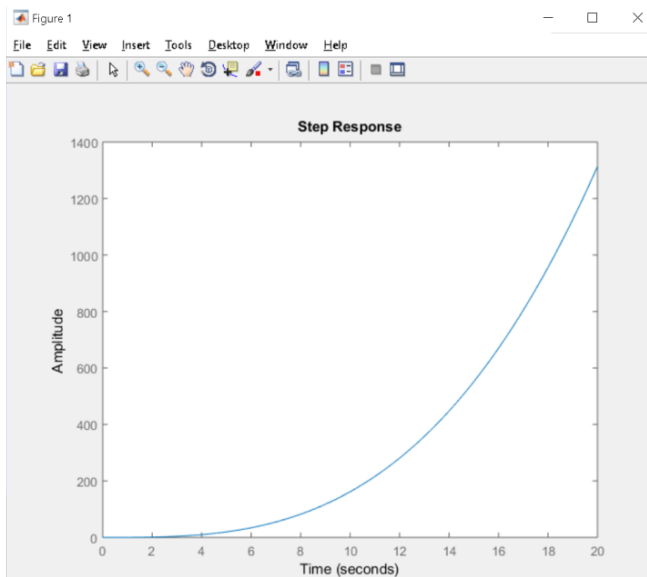 Figure 1
File Edit View Insert Tools Desktop Window Help
Step Response
1400
1200
1000
800
600
400
200
0
Amplitude
0 2 4 6 8 10 12 14 16 18 20
Time (seconds)